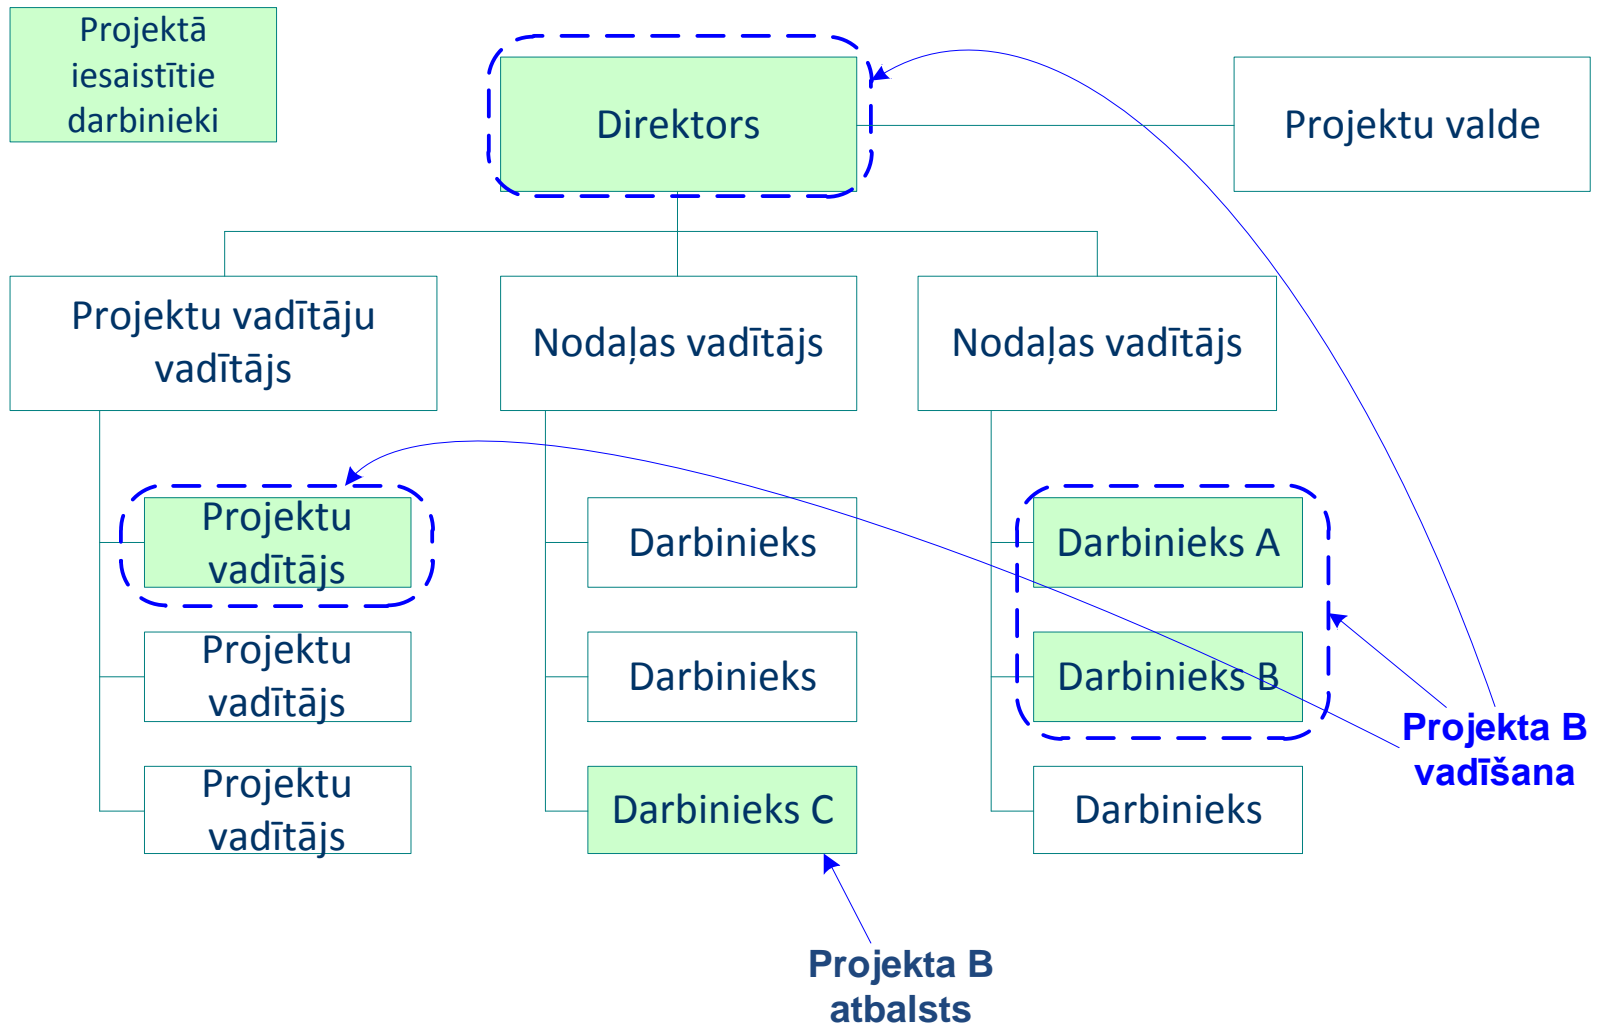 Projektā
iesaistītie
darbinieki
Direktors
Projektu valde
Projektu vadītāju
vadītājs
Nodaļas vadītājs
Nodaļas vadītājs
Projektu
vadītājs
Darbinieks
Darbinieks A
Projektu
vadītājs
Darbinieks
Darbinieks B
Projekta B
vadīšana
Projektu
vadītājs
Darbinieks C
Darbinieks
Projekta B
atbalsts